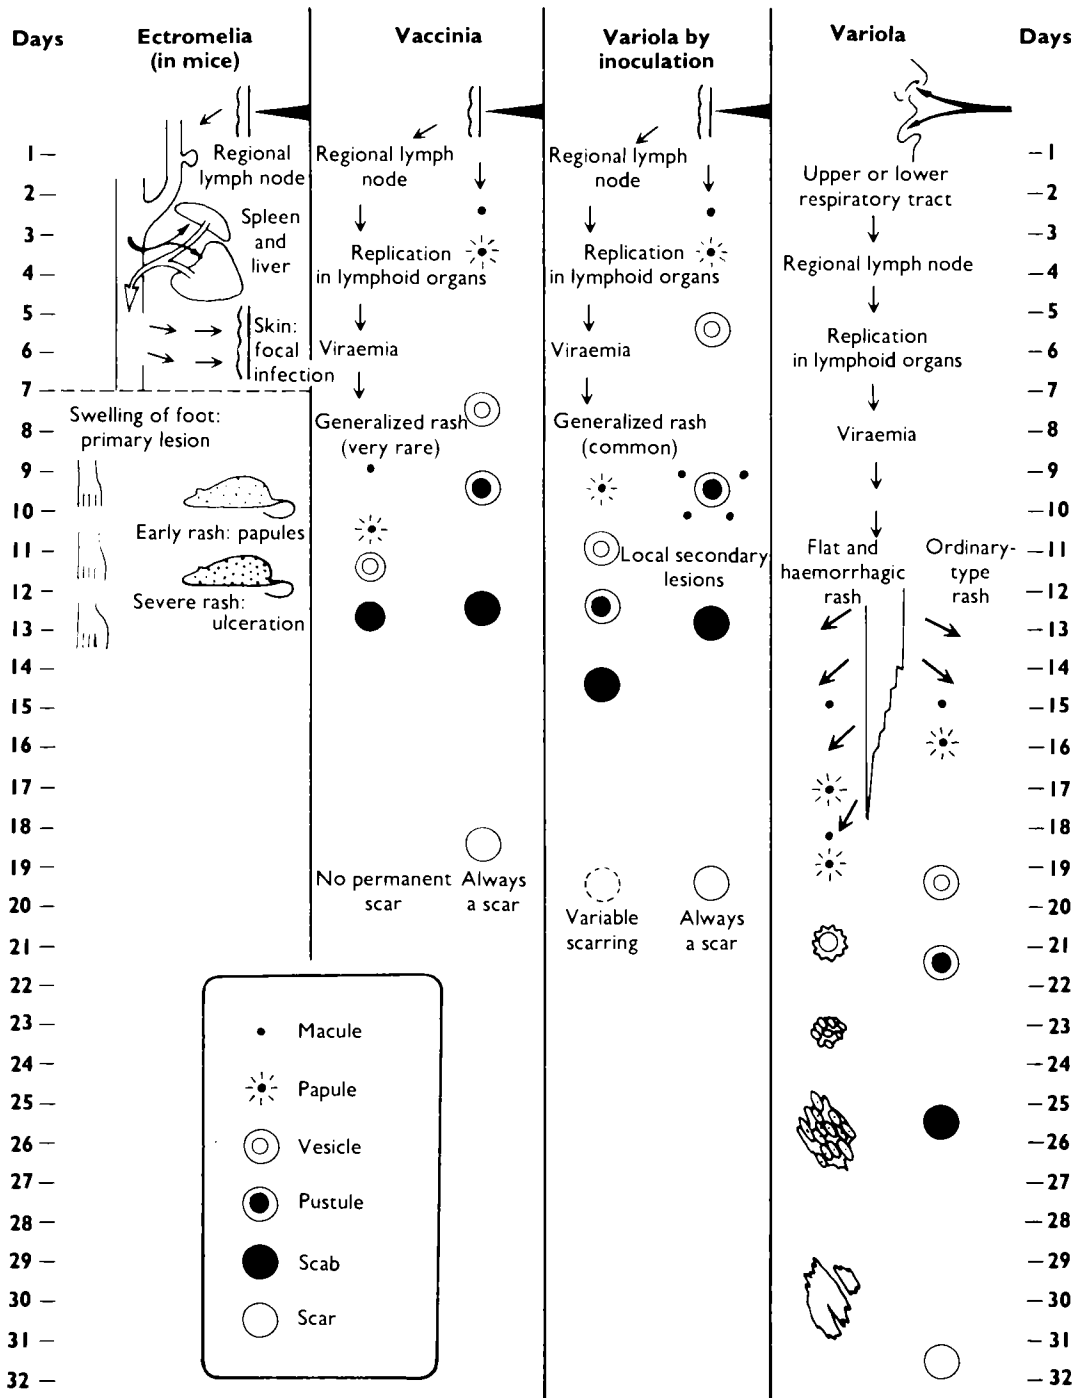 Days
Ectromelia
(in mice)
Vaccinia
Variola by
inoculation
Variola
Days
1
2
3
4
5
6
7
8
9
10
11
12
13
14
15
16
17
18
19
20
21
22
23
24
25
26
27
28
29
30
31
32
Regional
lymph node
Spleen
and
liver
Skin:
focal
infection
Swelling of foot:
primary lesion
Early rash: papules
Severe rash:
ulceration
Regional lymph
node
Replication
in lymphoid organs
Viraemia
Generalized rash
(very rare)
No permanent
scar
Always
a scar
Regional lymph
node
Replication
in lymphoid organs
Viraemia
Generalized rash
(common)
Local secondary
lesions
Variable
scarring
Always
a scar
Upper or lower
respiratory tract
Regional lymph node
Replication
in lymphoid organs
Viraemia
Flat and
haemorrhagic
rash
Ordinary-
type
rash
Macule
Papule
Vesicle
Pustule
Scab
Scar
1
2
3
4
5
6
7
8
9
10
11
12
13
14
15
16
17
18
19
20
21
22
23
24
25
26
27
28
29
30
31
32